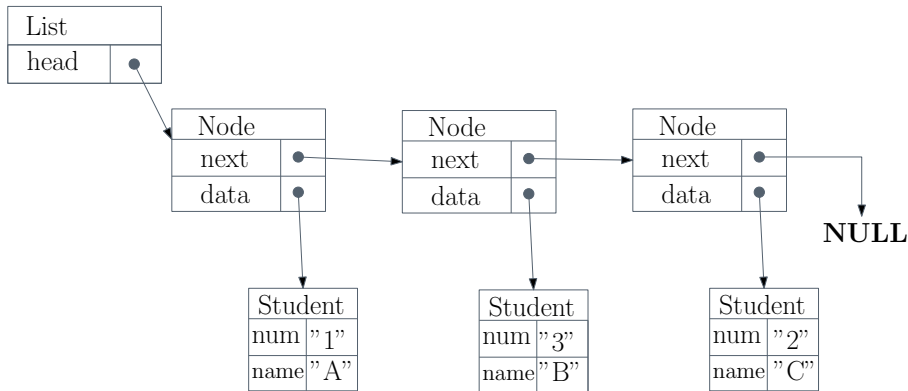 List
head
Node
next
data
Node
next
data
Node
next
data
NULL
Student
num "1"
name "A"
Student
num "3"
name "B"
Student
num "2"
name "C"